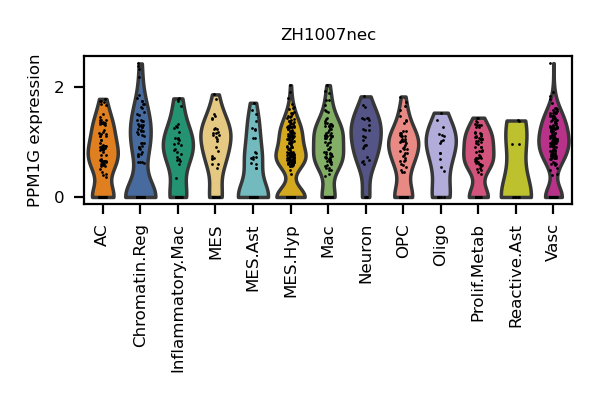 ZH1007nec
PPM1G expression
2
0
AC
Chromatin.Reg
Inflammatory.Mac
MES
MES.Ast
MES.Hyp
Mac
Neuron
OPC
Oligo
Prolif.Metab
Reactive.Ast
Vasc